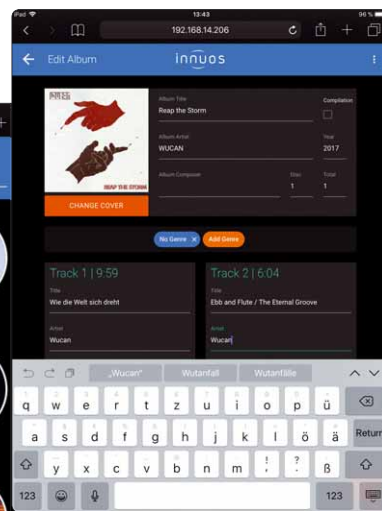 iPad 13:43 96 %
192.168.14.206
Edit Album innuos
Album Title
Reap the Storm
Compilation
Album Artist
WUCAN
Year
2017
Album Composer
Disc
1
Total
1
REAP THE STORM
CHANGE COVER
No Genre X Add Genre
Track 1 | 9:59
Title
Wie die Welt sich dreht
Artist
Wucan
Track 2 | 6:04
Title
Ebb and Flute / The Eternal Groove
Artist
Wucan
„Wucan“ Wutanfall Wutanfälle
q w e r t z u i o p ü
a s d f g h j k l ö ä Return
y x c v b n m ! , ? . ß
123 123